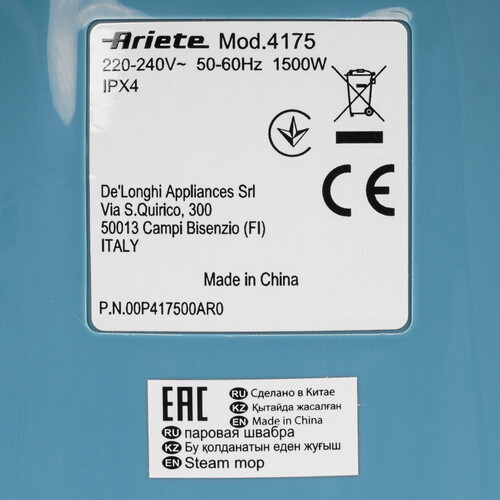 Ariete Mod.4175
220-240V~ 50-60Hz 1500W
IPX4
CE
De'Longhi Appliances Srl
Via S.Quirico, 300
50013 Campi Bisenzio (FI)
ITALY
Made in China
P.N.00P417500AR0
EAC
RU Сделано в Китае
KZ Қытайда жасалған
EN Made in China
RU паровая швабра
KZ Бу қолданатын еден жуғыш
EN Steam mop